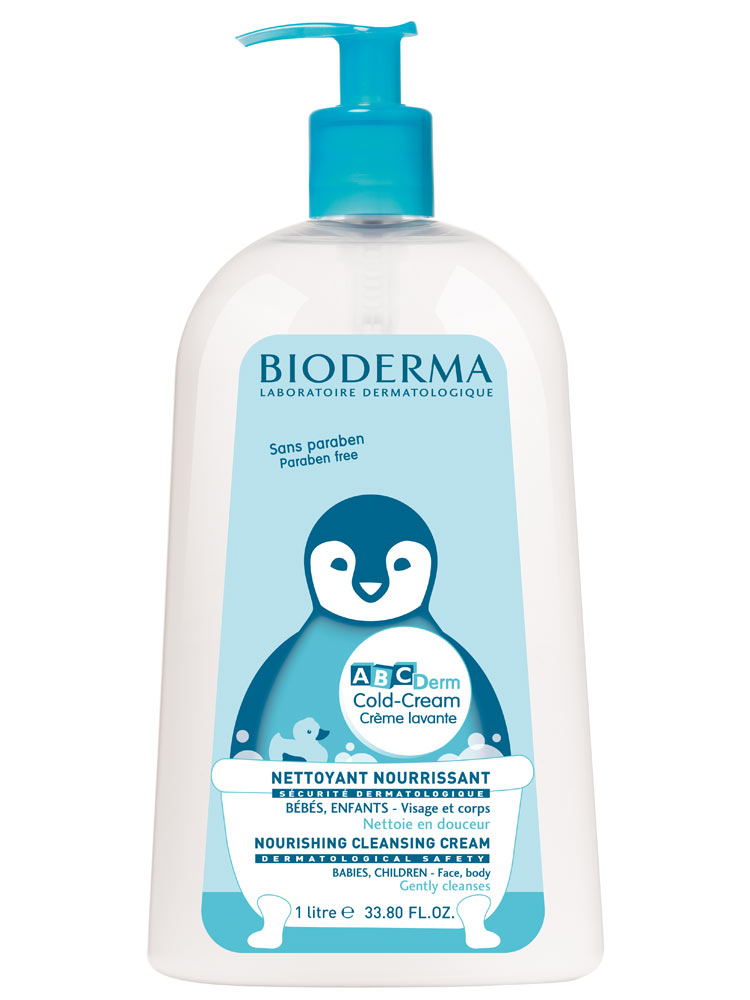 BIODERMA
LABORATOIRE DERMATOLOGIQUE
Sans paraben
Paraben free
ABCDerm
Cold-Cream
Crème lavante
NETTOYANT NOURRISSANT
SÉCURITÉ DERMATOLOGIQUE
BÉBÉS, ENFANTS - Visage et corps
Nettoie en douceur
NOURISHING CLEANSING CREAM
DERMATOLOGICAL SAFETY
BABIES, CHILDREN - Face, body
Gently cleanses
1 litre ℮ 33.80 FL.OZ.